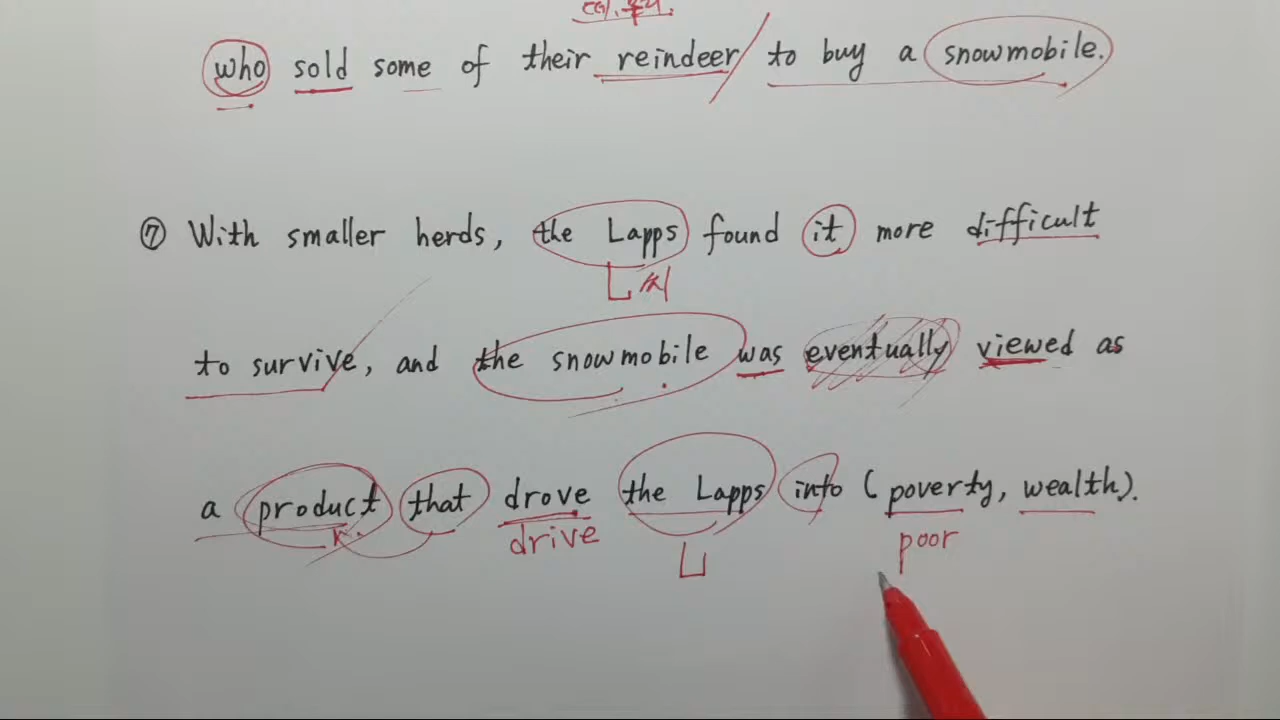 who sold some of their reindeer / to buy a snowmobile.
⑦ With smaller herds, the Lapps found it more difficult
to survive, and the snowmobile was eventually viewed as
a product that drove the Lapps into (poverty, wealth).
drive
poor